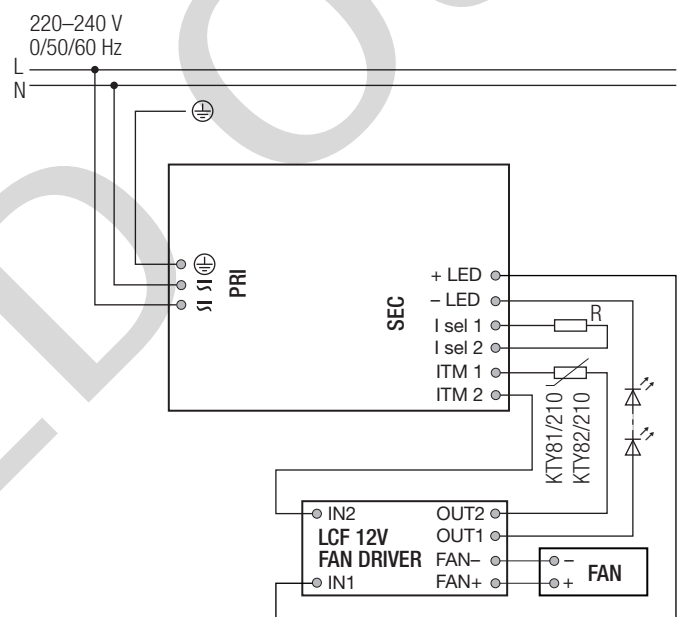 220–240 V
0/50/60 Hz
L
N
PRI
SEC
+ LED
– LED
I sel 1
I sel 2
ITM 1
ITM 2
R
KTY81/210
KTY82/210
IN2
LCF 12V
FAN DRIVER
IN1
OUT2
OUT1
FAN–
FAN+
–
+
FAN